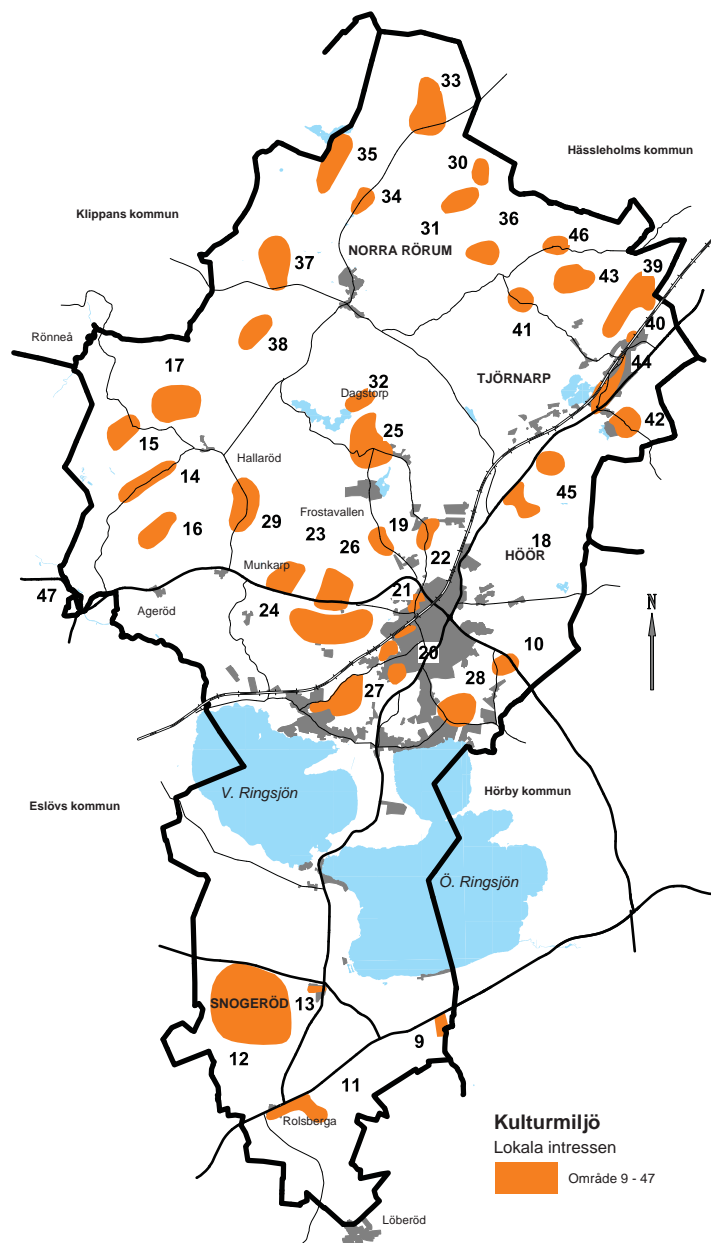 33
Hässleholms kommun
35
30
34
Klippans kommun
31
36
46
NORRA RÖRUM
37
43
39
41
40
Rönneå
38
17
44
TJÖRNARP
32
Dagstorp
42
15
25
Hallaröd
14
45
Frostavallen
16
29
23
19
18
26
22
HÖÖR
Munkarp
47
21
24
Ageröd
N
20
10
28
27
V. Ringsjön
Hörby kommun
Eslövs kommun
Ö. Ringsjön
SNOGERÖD
13
9
12
11
Rolsberga
Kulturmiljö
Lokala intressen
Område 9 - 47
Löberöd